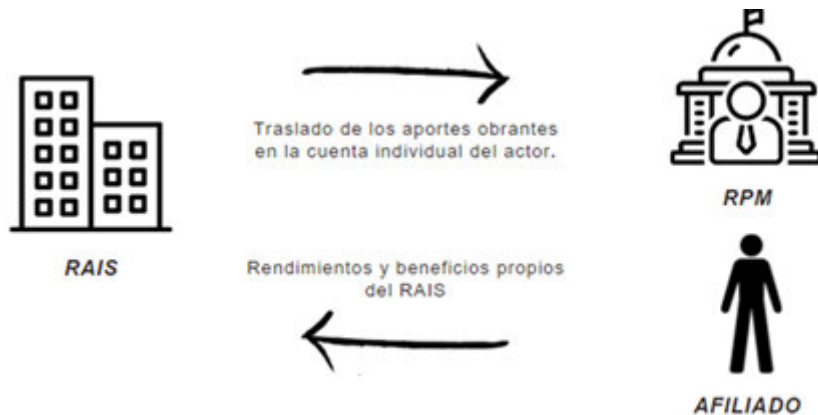 Traslado de los aportes obrantes
en la cuenta individual del actor.
RPM
RAIS
Rendimientos y beneficios propios
del RAIS
AFILIADO